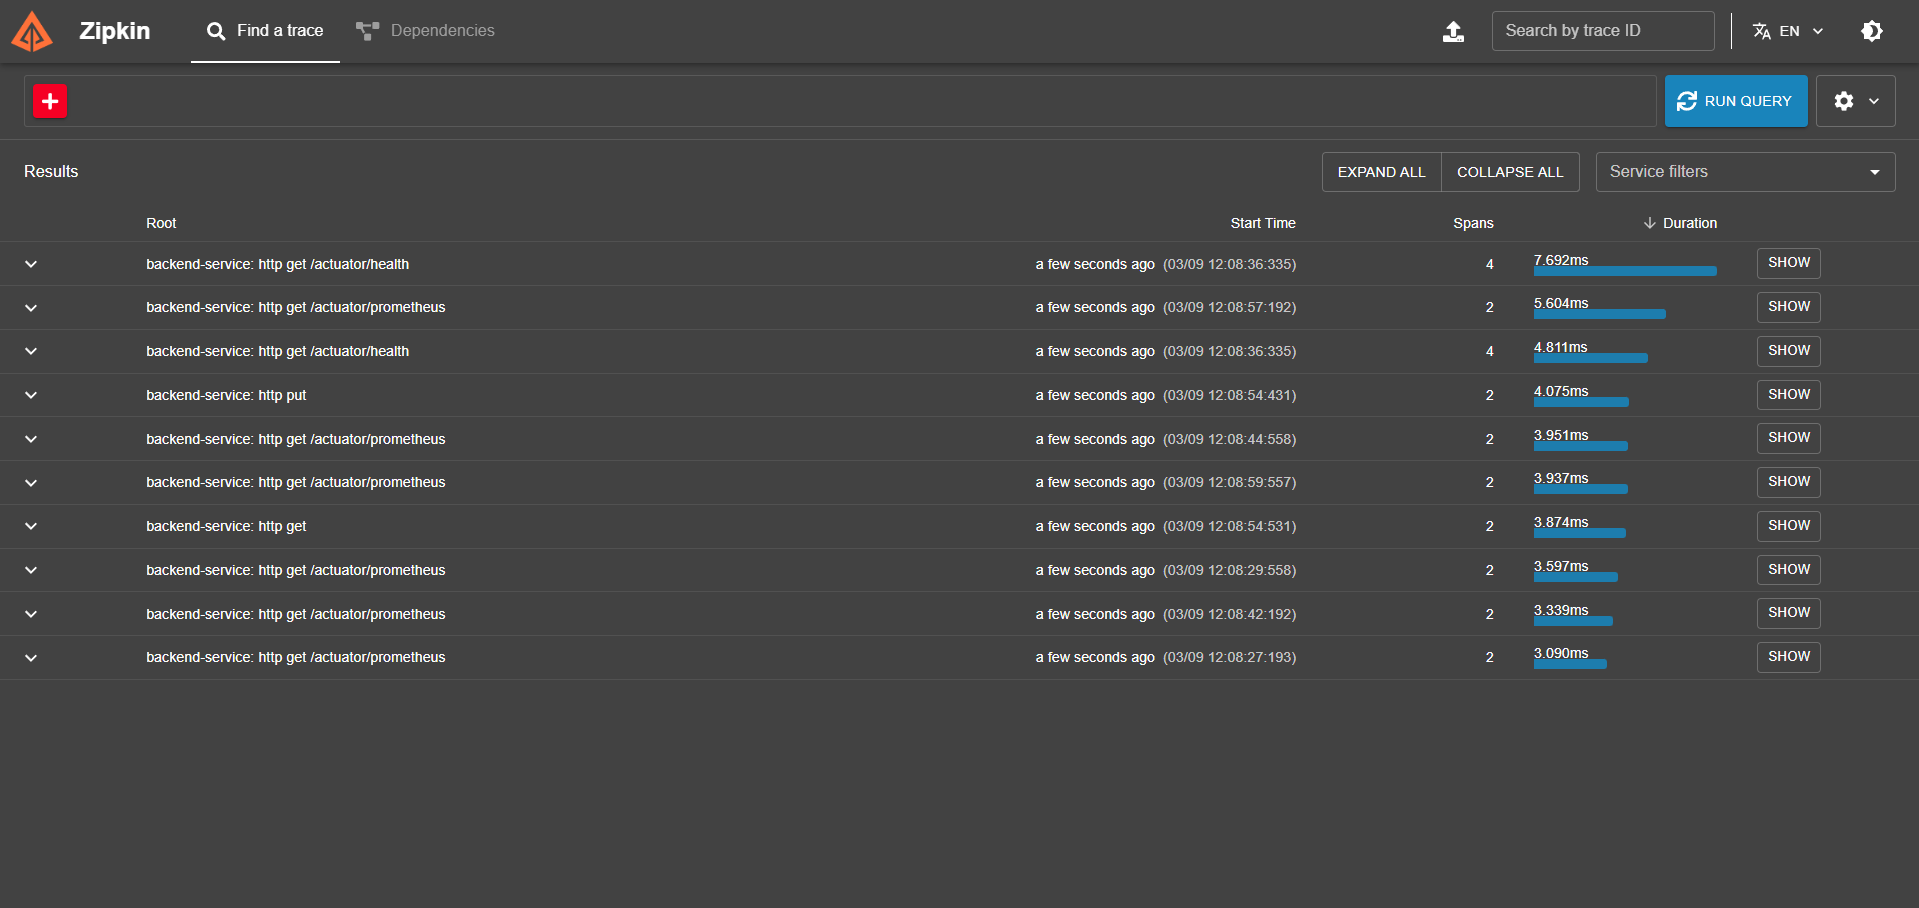 Zipkin Find a trace Dependencies Search by trace ID EN
RUN QUERY
Results EXPAND ALL COLLAPSE ALL Service filters
Root Start Time Spans Duration
backend-service: http get /actuator/health a few seconds ago (03/09 12:08:36:335) 4 7.692ms SHOW
backend-service: http get /actuator/prometheus a few seconds ago (03/09 12:08:57:192) 2 5.604ms SHOW
backend-service: http get /actuator/health a few seconds ago (03/09 12:08:36:335) 4 4.811ms SHOW
backend-service: http put a few seconds ago (03/09 12:08:54:431) 2 4.075ms SHOW
backend-service: http get /actuator/prometheus a few seconds ago (03/09 12:08:44:558) 2 3.951ms SHOW
backend-service: http get /actuator/prometheus a few seconds ago (03/09 12:08:59:557) 2 3.937ms SHOW
backend-service: http get a few seconds ago (03/09 12:08:54:531) 2 3.874ms SHOW
backend-service: http get /actuator/prometheus a few seconds ago (03/09 12:08:29:558) 2 3.597ms SHOW
backend-service: http get /actuator/prometheus a few seconds ago (03/09 12:08:42:192) 2 3.339ms SHOW
backend-service: http get /actuator/prometheus a few seconds ago (03/09 12:08:27:193) 2 3.090ms SHOW